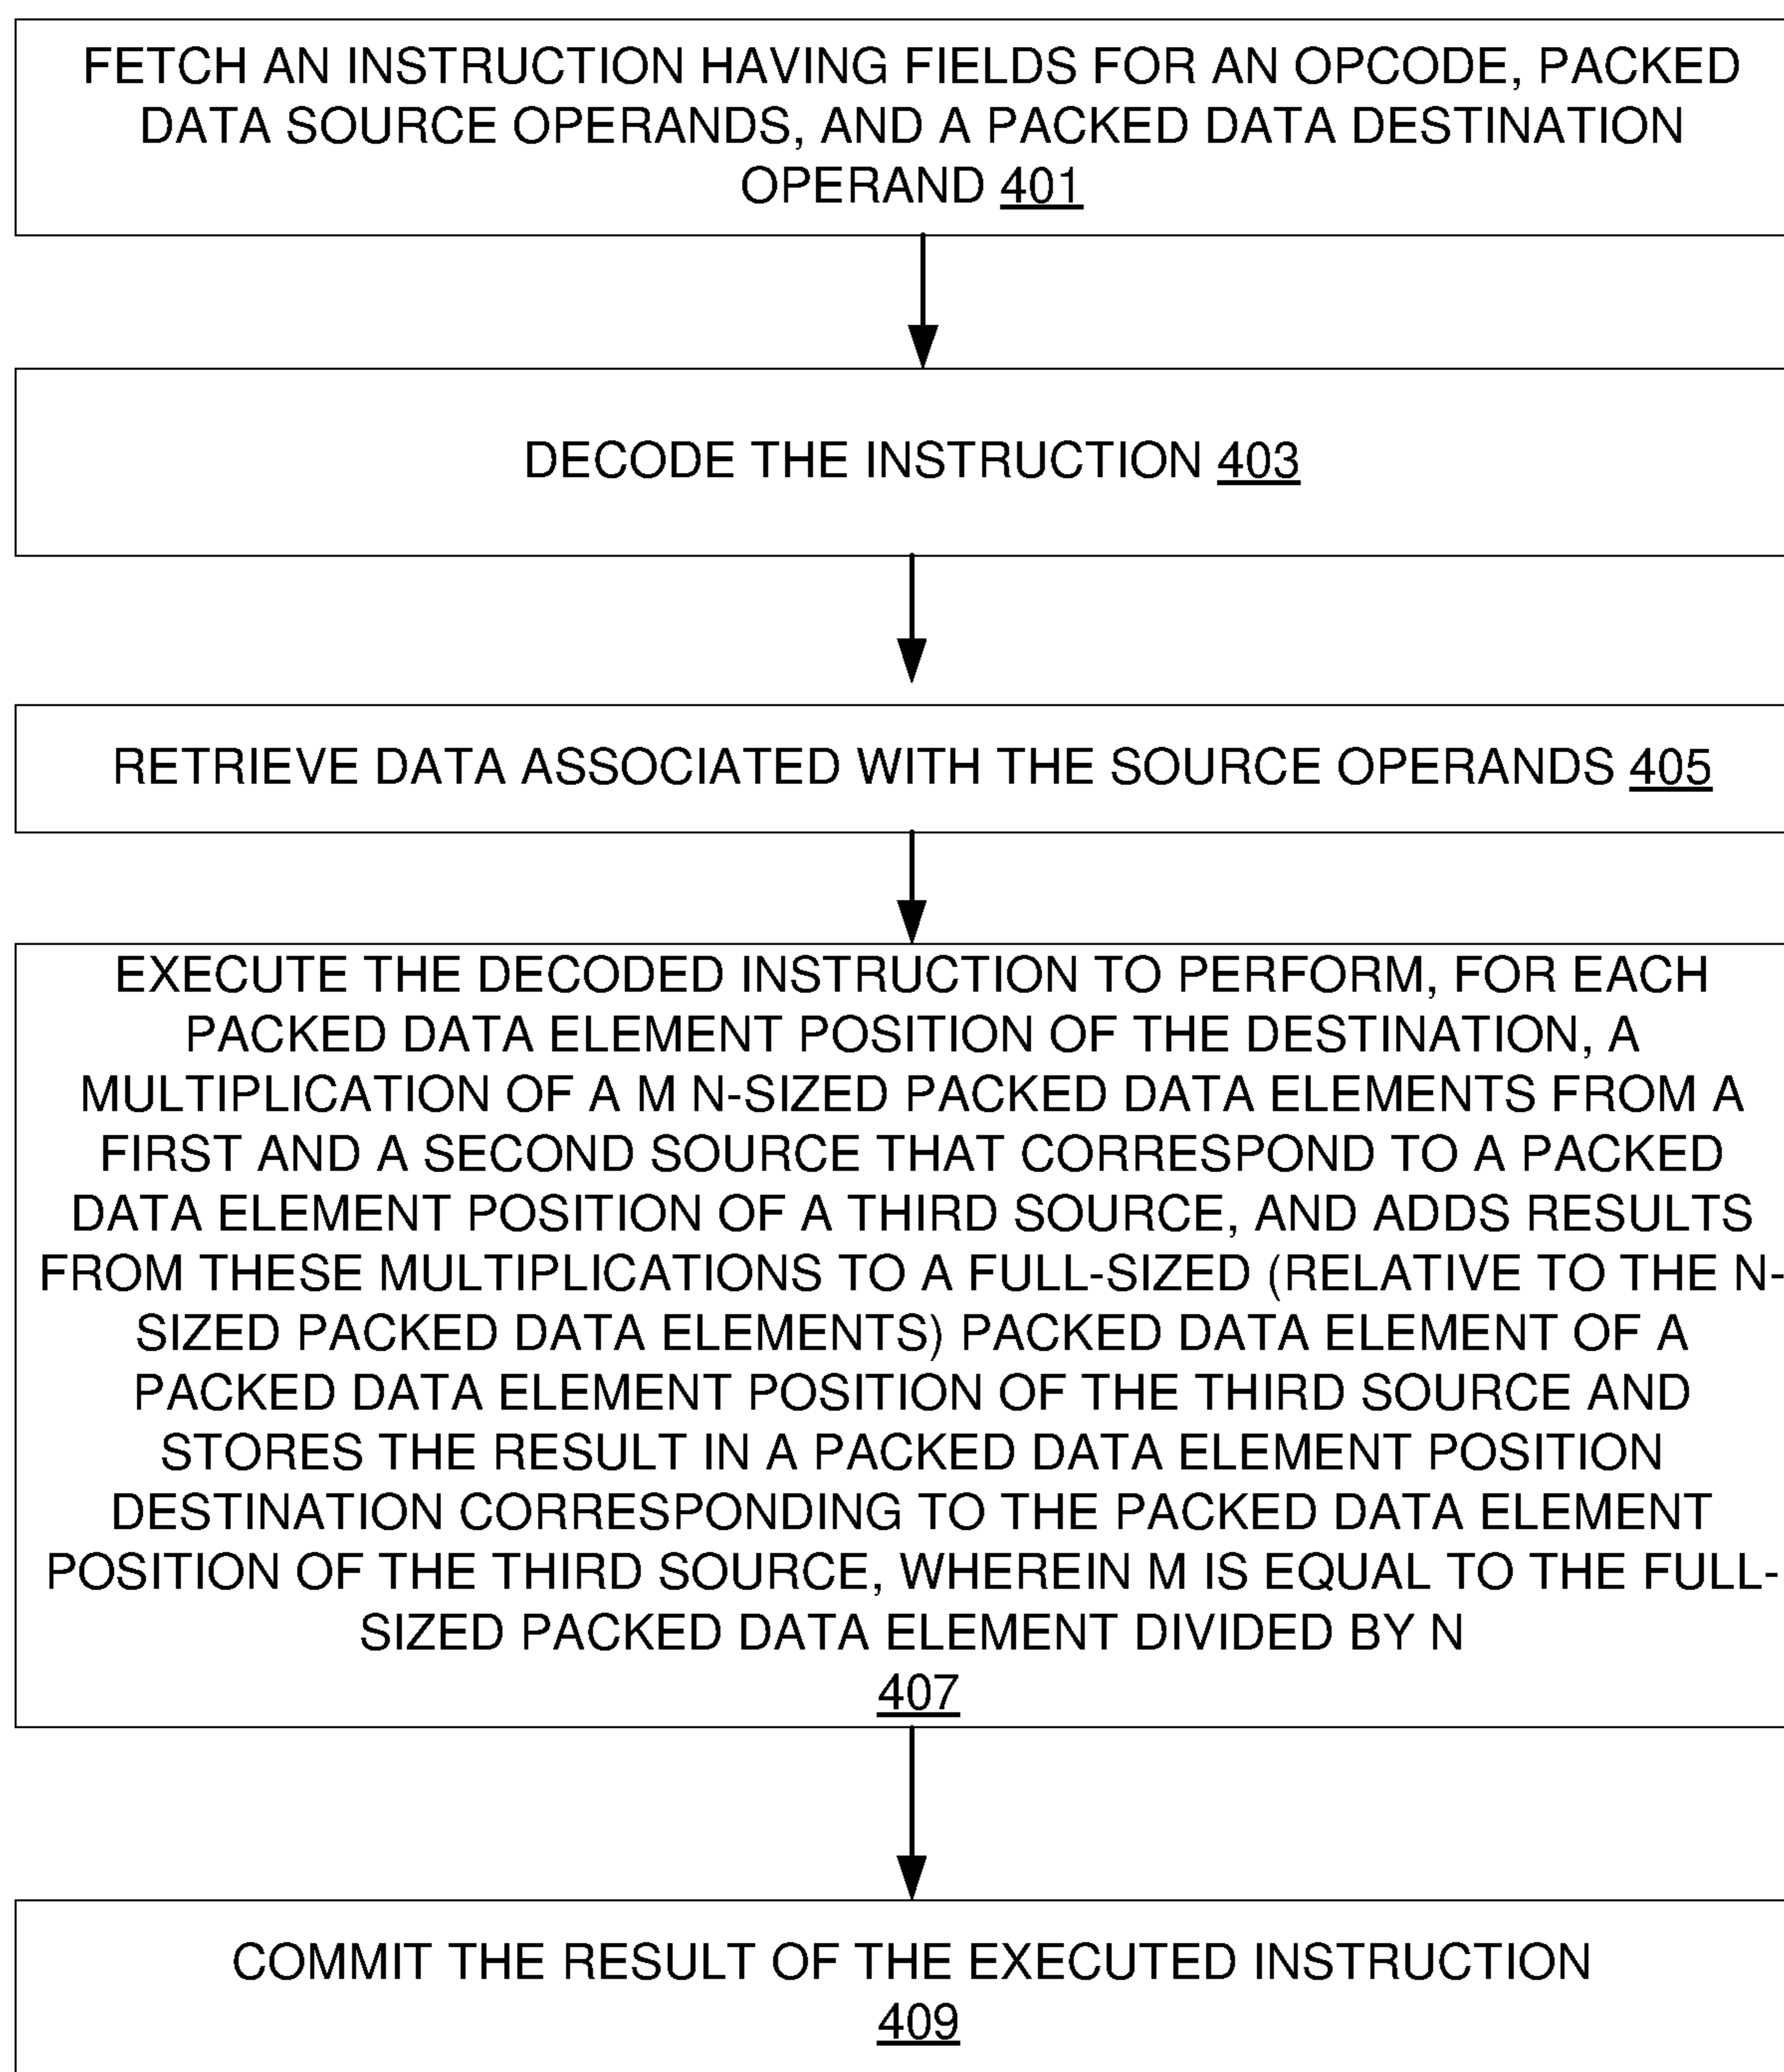 FETCH AN INSTRUCTION HAVING FIELDS FOR AN OPCODE, PACKED
DATA SOURCE OPERANDS, AND A PACKED DATA DESTINATION
OPERAND 401
DECODE THE INSTRUCTION 403
RETRIEVE DATA ASSOCIATED WITH THE SOURCE OPERANDS 405
EXECUTE THE DECODED INSTRUCTION TO PERFORM, FOR EACH
PACKED DATA ELEMENT POSITION OF THE DESTINATION, A
MULTIPLICATION OF A M N-SIZED PACKED DATA ELEMENTS FROM A
FIRST AND A SECOND SOURCE THAT CORRESPOND TO A PACKED
DATA ELEMENT POSITION OF A THIRD SOURCE, AND ADDS RESULTS
FROM THESE MULTIPLICATIONS TO A FULL-SIZED (RELATIVE TO THE N-
SIZED PACKED DATA ELEMENTS) PACKED DATA ELEMENT OF A
PACKED DATA ELEMENT POSITION OF THE THIRD SOURCE AND
STORES THE RESULT IN A PACKED DATA ELEMENT POSITION
DESTINATION CORRESPONDING TO THE PACKED DATA ELEMENT
POSITION OF THE THIRD SOURCE, WHEREIN M IS EQUAL TO THE FULL-
SIZED PACKED DATA ELEMENT DIVIDED BY N
407
COMMIT THE RESULT OF THE EXECUTED INSTRUCTION
409